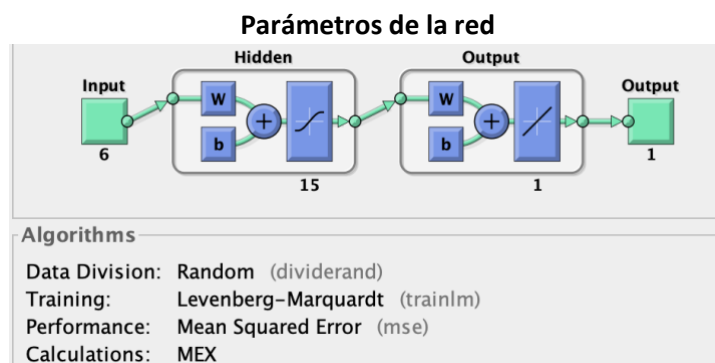 Parámetros de la red
Hidden
Output
Input
Output
W
b
+
W
b
+
6
15
1
1
Algorithms
Data Division: Random (dividerand)
Training: Levenberg-Marquardt (trainlm)
Performance: Mean Squared Error (mse)
Calculations: MEX